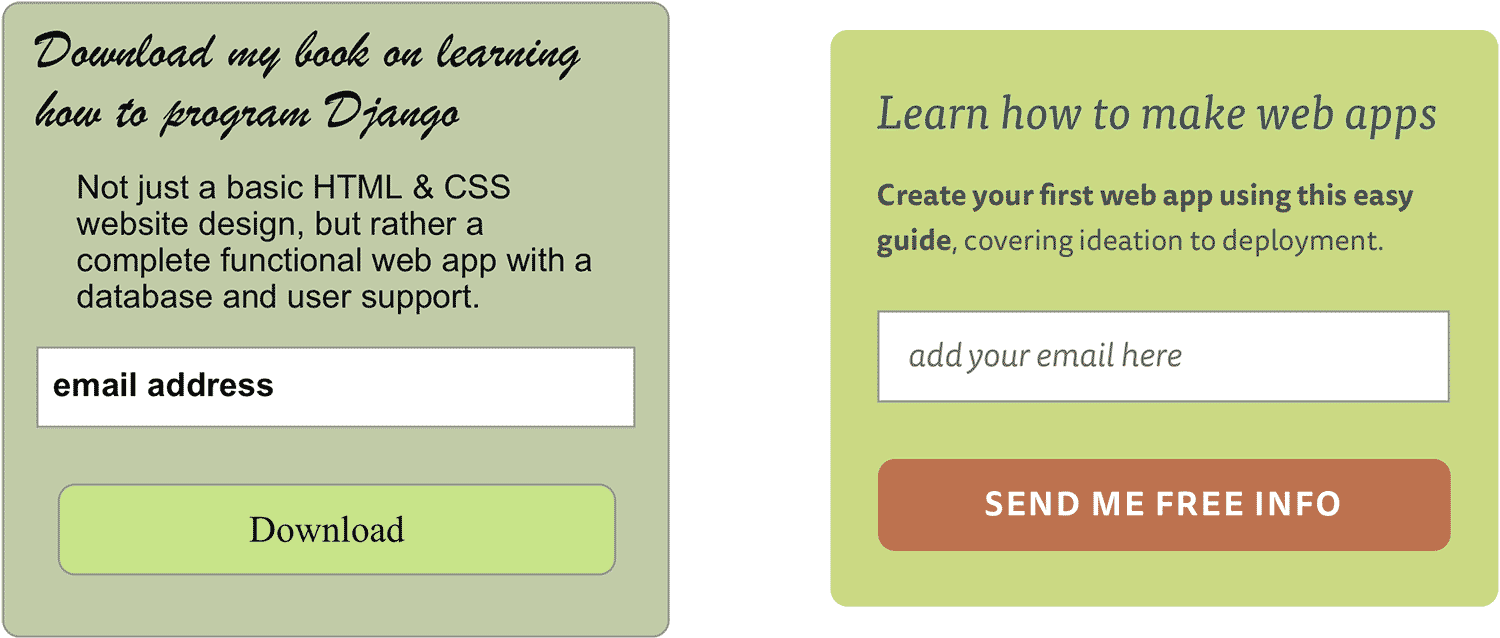 Download my book on learning
how to program Django
Not just a basic HTML & CSS
website design, but rather a
complete functional web app with a
database and user support.
email address
Download
Learn how to make web apps
Create your first web app using this easy
guide, covering ideation to deployment.
add your email here
SEND ME FREE INFO